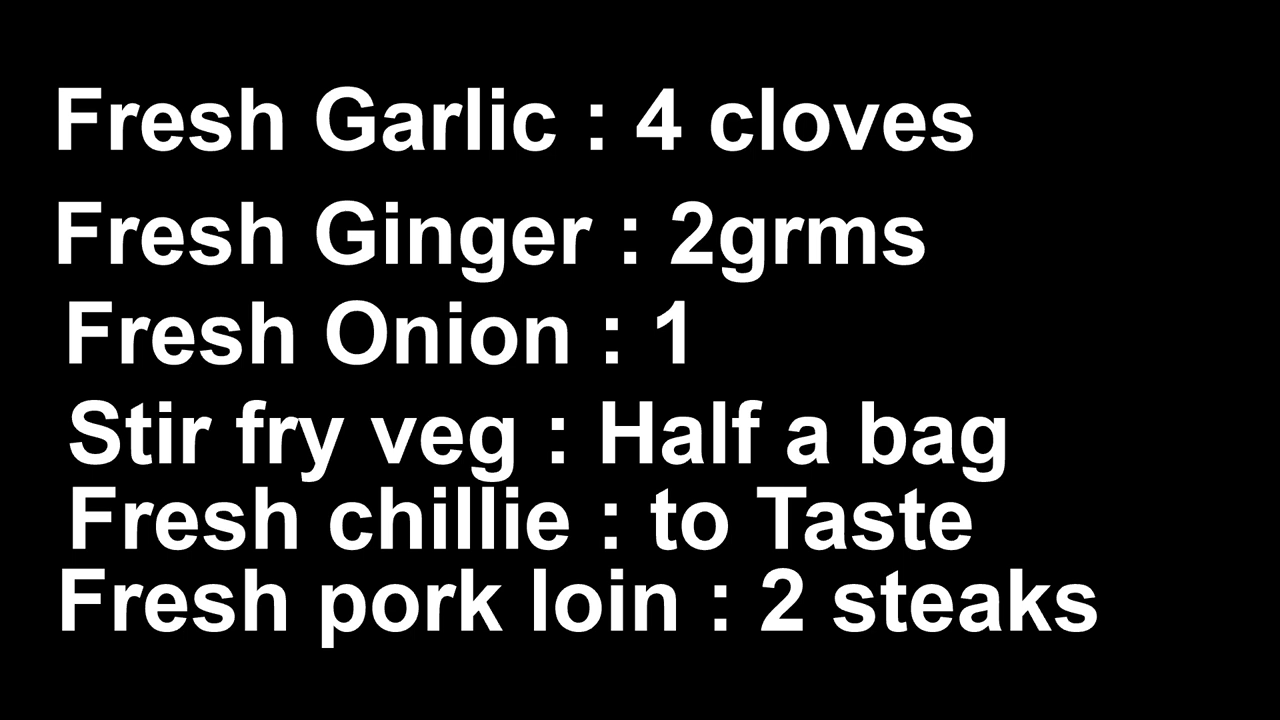 Fresh Garlic : 4 cloves
Fresh Ginger : 2grms
Fresh Onion : 1
Stir fry veg : Half a bag
Fresh chillie : to Taste
Fresh pork loin : 2 steaks